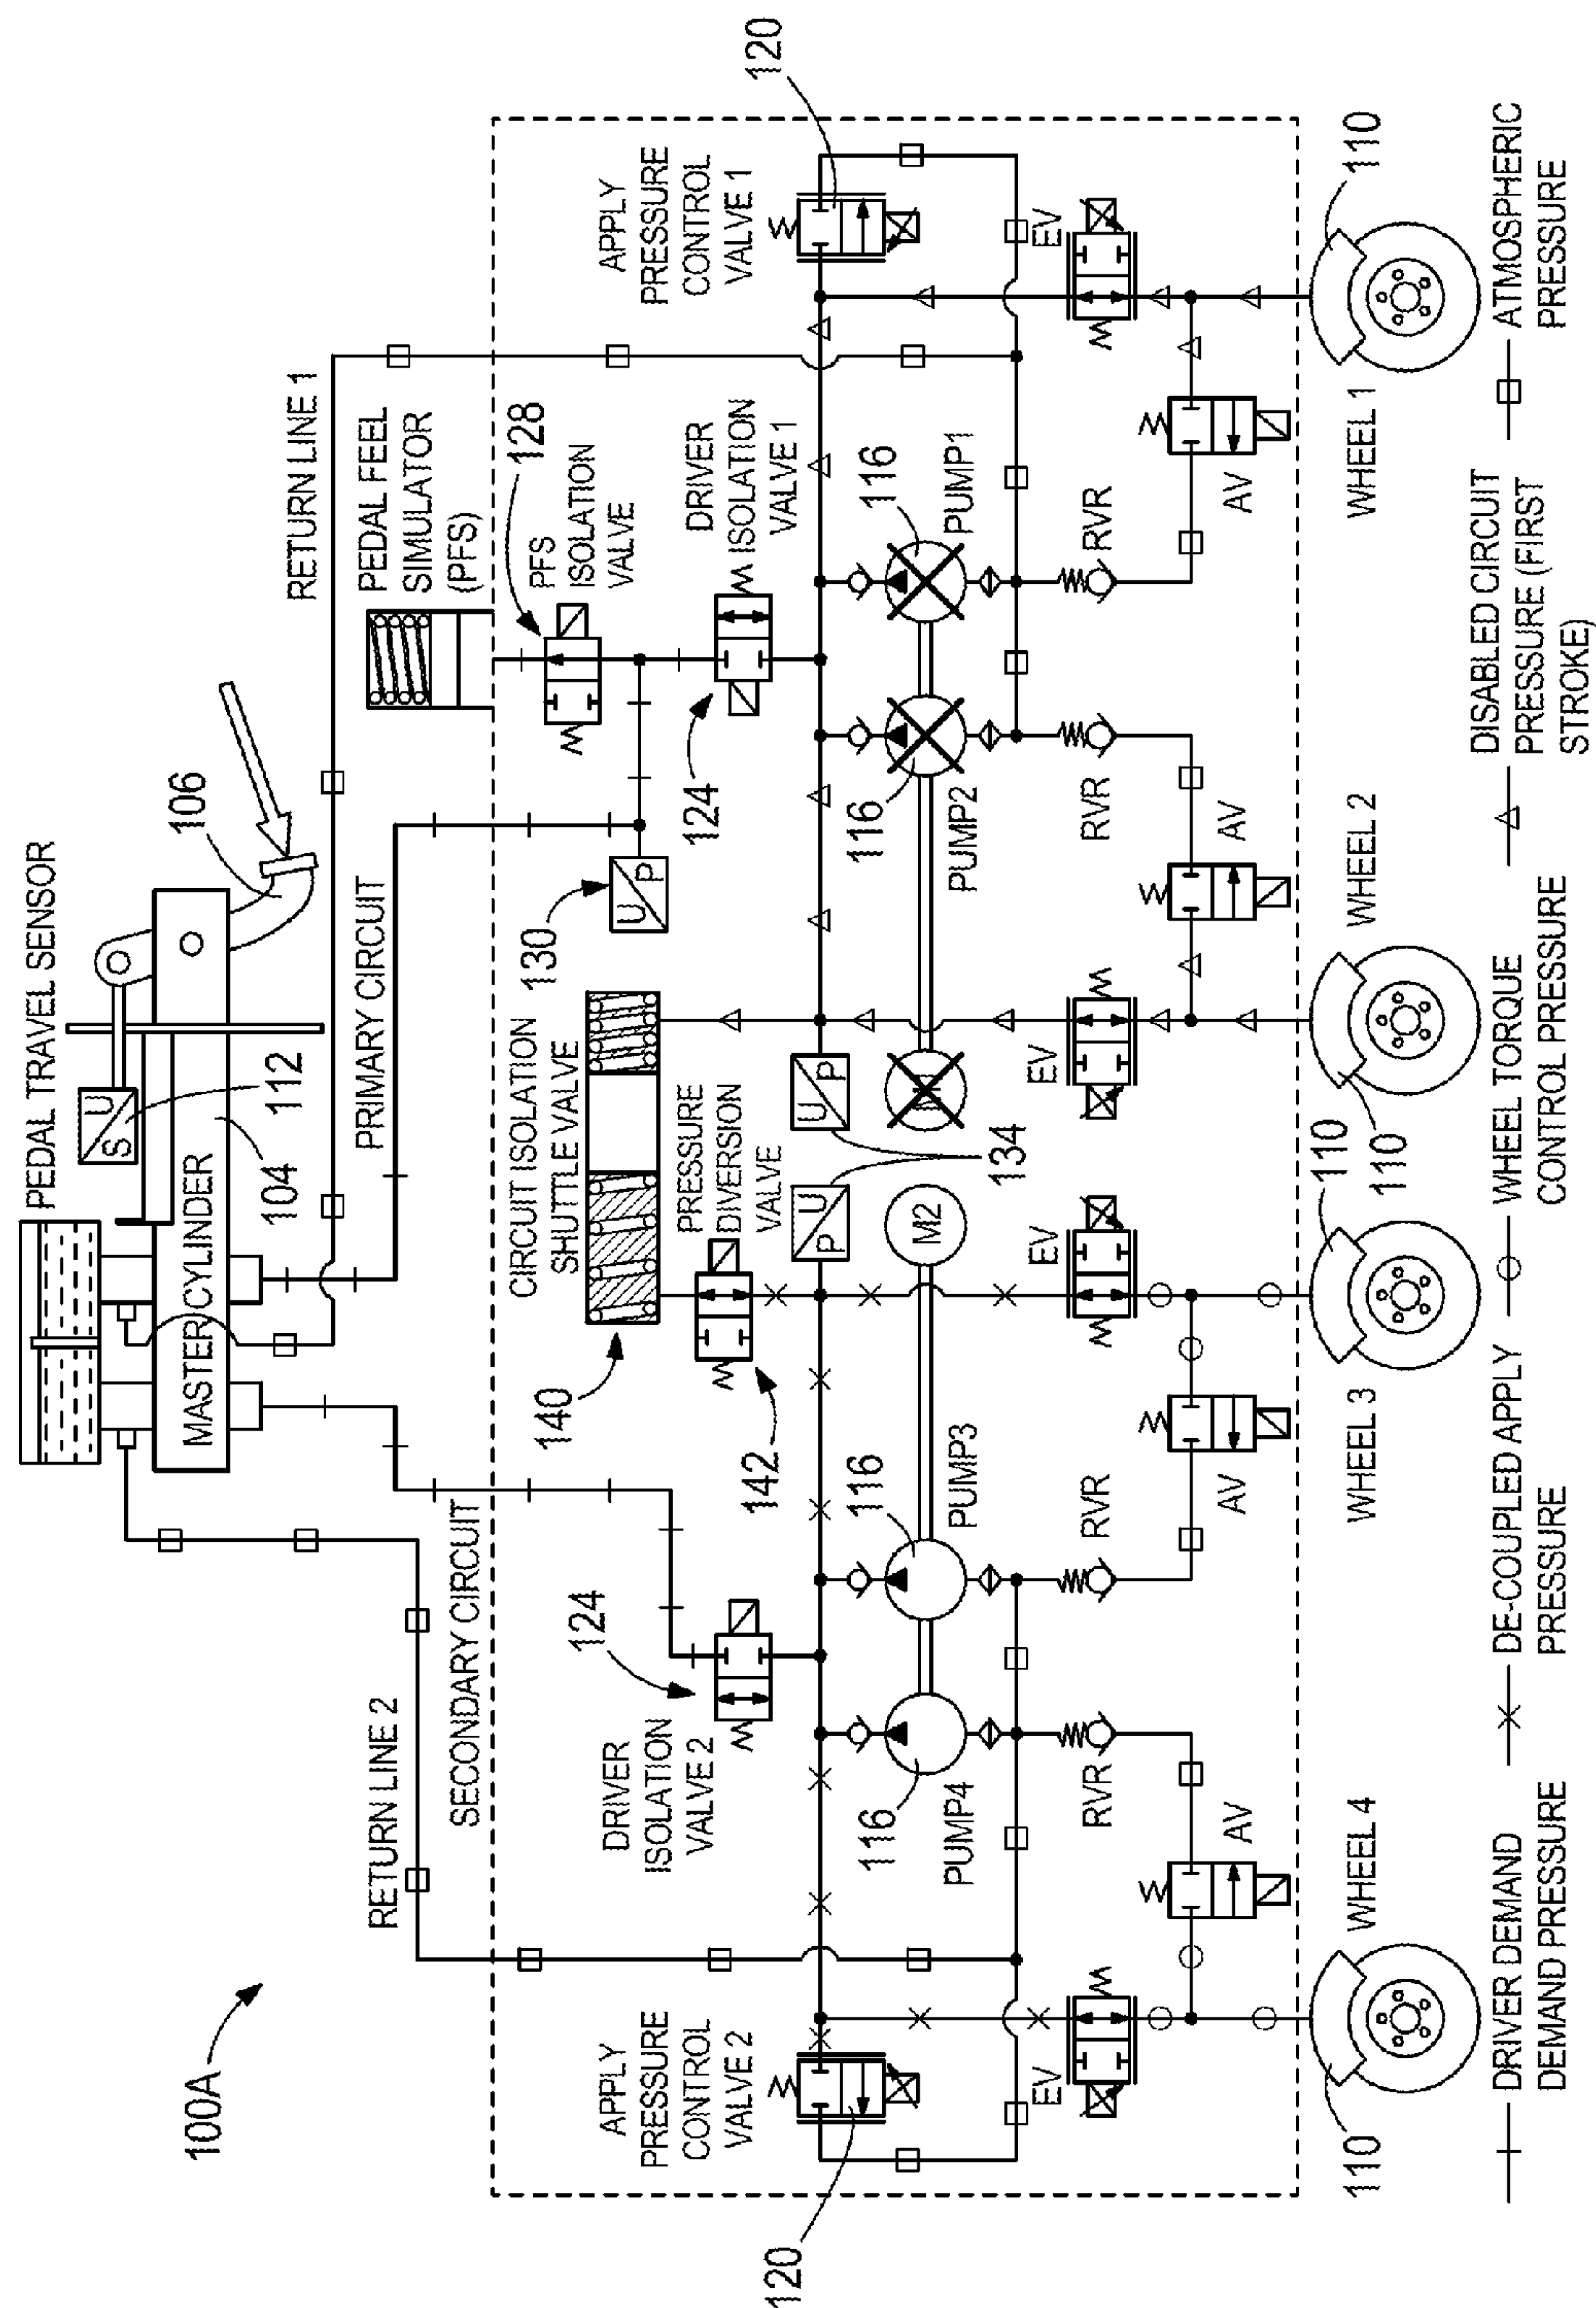 100A
PEDAL TRAVEL SENSOR
S
U
112
106
MASTER CYLINDER
104
PRIMARY CIRCUIT
RETURN LINE 1
RETURN LINE 2
SECONDARY CIRCUIT
PEDAL FEEL
SIMULATOR
(PFS)
128
PFS
ISOLATION
VALVE
130
U
P
DRIVER
ISOLATION
VALVE 1
124
APPLY
PRESSURE
CONTROL
VALVE 1
120
CIRCUIT ISOLATION
SHUTTLE VALVE
140
PRESSURE
DIVERSION
VALVE
142
124
DRIVER
ISOLATION
VALVE 2
APPLY
PRESSURE
CONTROL
VALVE 2
120
P
U
U
P
134
M2
116
PUMP4
116
PUMP3
116
PUMP2
116
PUMP1
RVR
RVR
RVR
RVR
EV
EV
EV
EV
AV
AV
AV
AV
110
WHEEL 4
WHEEL 3
110
110
WHEEL 2
WHEEL 1
110
DRIVER DEMAND
DEMAND PRESSURE
DE-COUPLED APPLY
PRESSURE
WHEEL TORQUE
CONTROL PRESSURE
DISABLED CIRCUIT
PRESSURE (FIRST
STROKE)
ATMOSPHERIC
PRESSURE